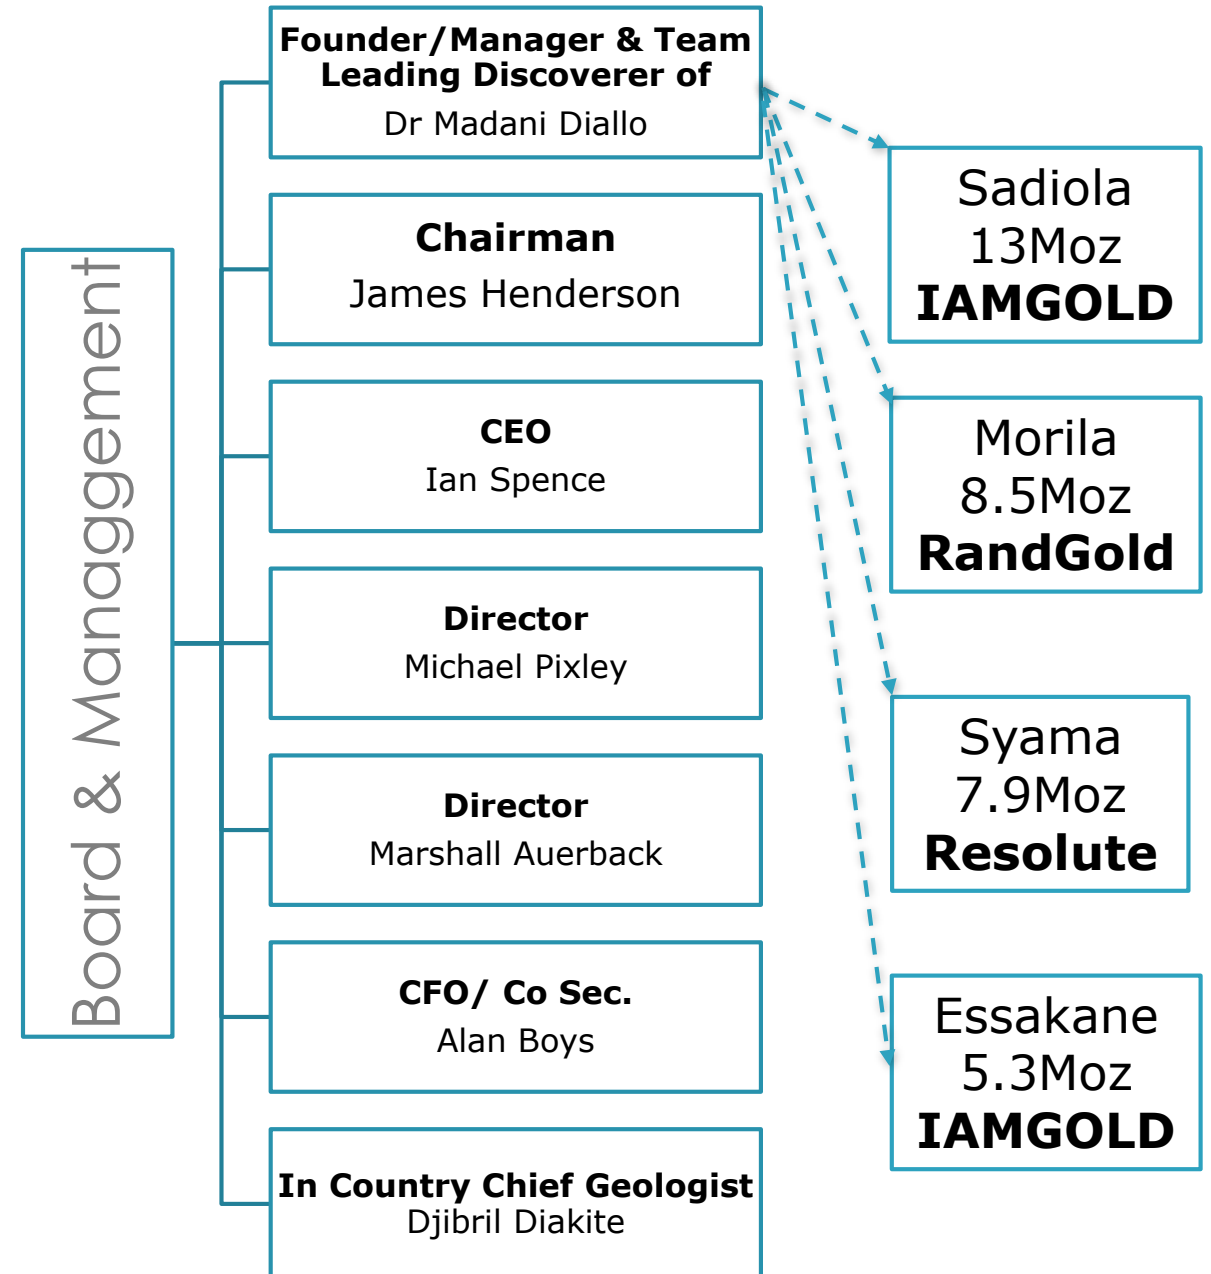 Board & Management
Founder/Manager & Team
Leading Discoverer of
Dr Madani Diallo
Chairman
James Henderson
CEO
Ian Spence
Director
Michael Pixley
Director
Marshall Auerback
CFO/ Co Sec.
Alan Boys
In Country Chief Geologist
Djibril Diakite
Sadiola
13Moz
IAMGOLD
Morila
8.5Moz
RandGold
Syama
7.9Moz
Resolute
Essakane
5.3Moz
IAMGOLD